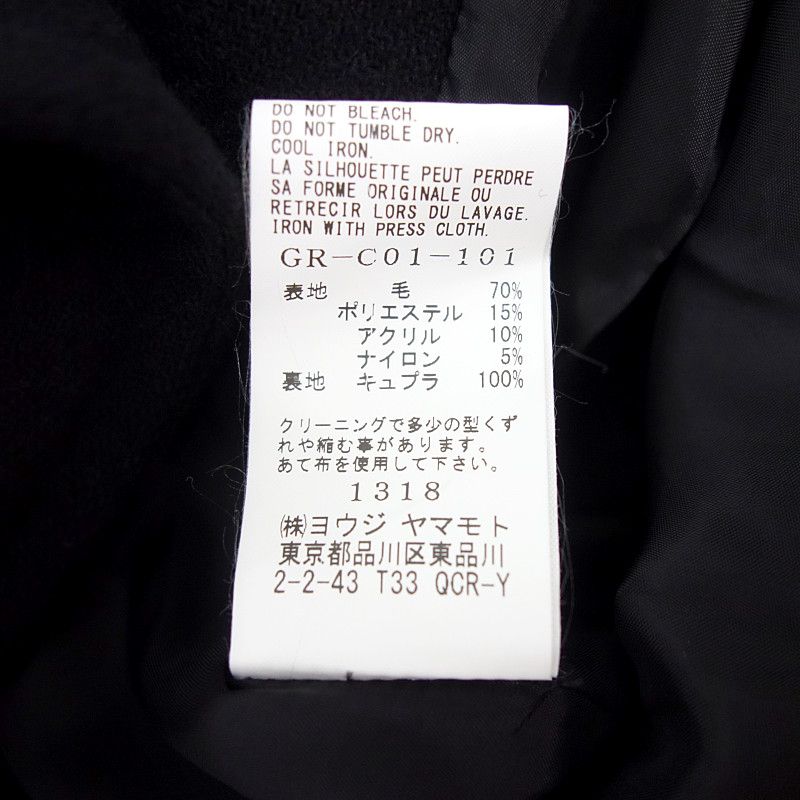 DO NOT BLEACH.
DO NOT TUMBLE DRY.
COOL IRON.
LA SILHOUETTE PEUT PERDRE
SA FORME ORIGINALE OU
RETRECIR LORS DU LAVAGE.
IRON WITH PRESS CLOTH.
GR-C01-101
表地 毛 70%
ポリエステル 15%
アクリル 10%
ナイロン 5%
裏地 キュプラ 100%
クリーニングで多少の型くず
れや縮む事があります。
あて布を使用して下さい。
1318
㈱ヨウジ ヤマモト
東京都品川区東品川
2-2-43 T33 QCR-Y